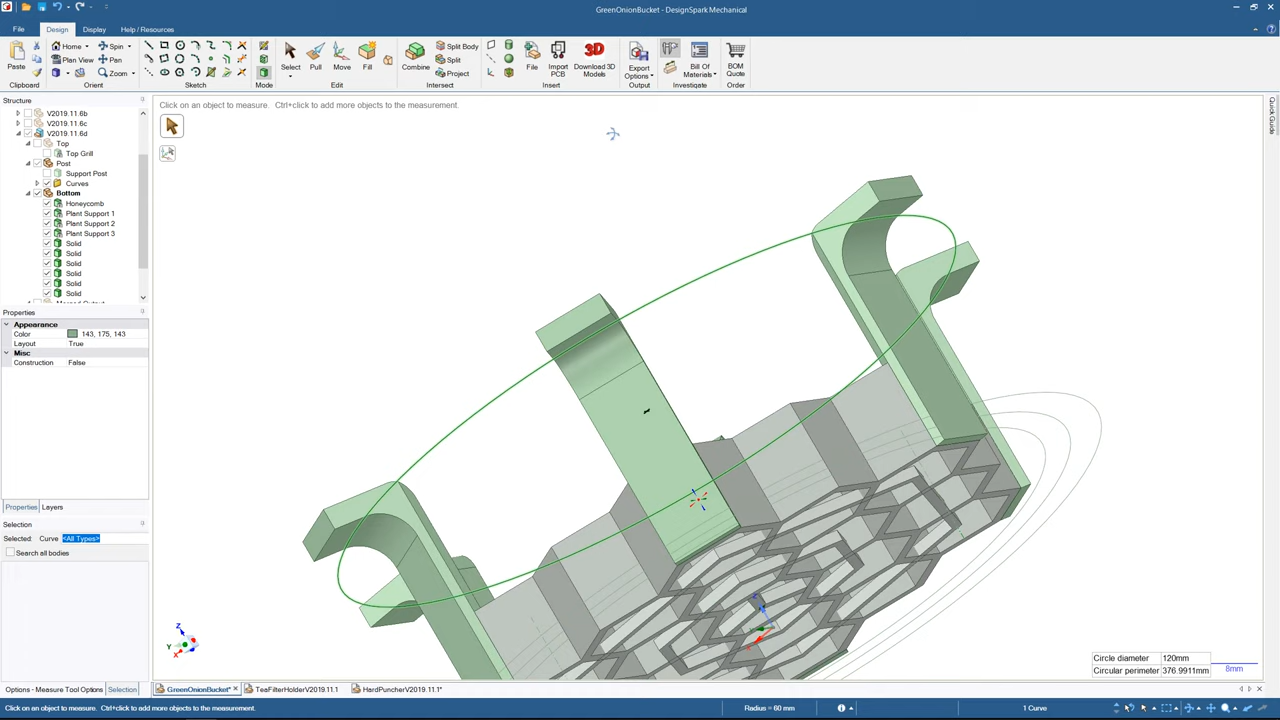 GreenOnionBucket - DesignSpark Mechanical
File Design Display Help / Resources
Home Spin Split Body
Plan View Pan Split
Zoom Project
Paste Select Pull Move Fill Combine File Import PCB Download 3D Models Export Options Bill Of Materials BOM Quote
Clipboard Orient Sketch Mode Edit Intersect Insert Output Investigate Order
Structure
Click on an object to measure. Ctrl+click to add more objects to the measurement.
Quick Guide
V2019.11.6b
V2019.11.6c
V2019.11.6d
Top
Top Grill
Post
Support Post
Curves
Bottom
Honeycomb
Plant Support 1
Plant Support 2
Plant Support 3
Solid
Solid
Solid
Solid
Solid
Solid
Properties
Appearance
Color 143, 175, 143
Layout True
Misc
Construction False
Properties Layers
Selection
Selected: Curve <All Types>
Search all bodies
Z
Y
X
Circle diameter 120mm
Circular perimeter 376.9911mm
8mm
Options - Measure Tool Options Selection GreenOnionBucket* TeaFilterHolderV2019.11.1 HardPuncherV2019.11.1*
Click on an object to measure. Ctrl+click to add more objects to the measurement. Radius = 60 mm 1 Curve